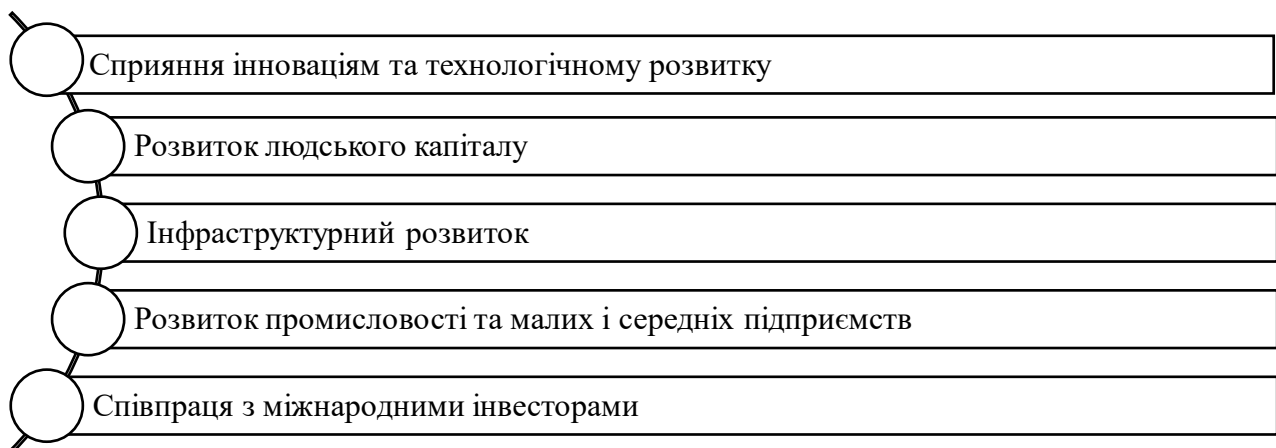 Сприяння інноваціям та технологічному розвитку
Розвиток людського капіталу
Інфраструктурний розвиток
Розвиток промисловості та малих і середніх підприємств
Співпраця з міжнародними інвесторами